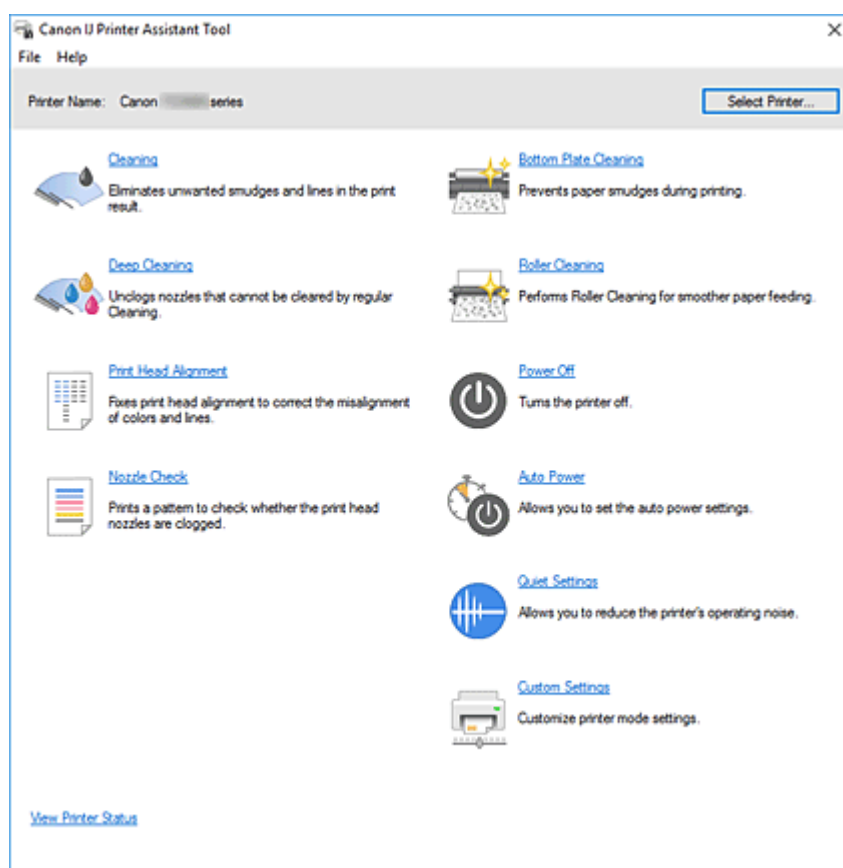 Canon IJ Printer Assistant Tool
File Help
Printer Name: Canon series
Select Printer...
Cleaning
Eliminates unwanted smudges and lines in the print
result.
Deep Cleaning
Unclogs nozzles that cannot be cleared by regular
Cleaning.
Print Head Alignment
Fixes print head alignment to correct the misalignment
of colors and lines.
Nozzle Check
Prints a pattern to check whether the print head
nozzles are clogged.
Bottom Plate Cleaning
Prevents paper smudges during printing.
Roller Cleaning
Performs Roller Cleaning for smoother paper feeding.
Power Off
Turns the printer off.
Auto Power
Allows you to set the auto power settings.
Quiet Settings
Allows you to reduce the printer's operating noise.
Custom Settings
Customize printer mode settings.
View Printer Status